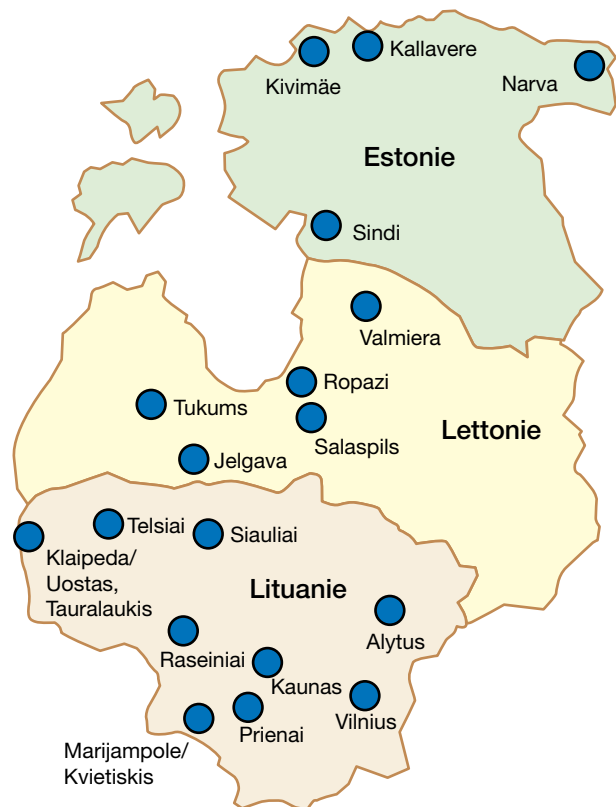 Kallavere
Kivimäe
Narva
Estonie
Sindi
Valmiera
Ropazi
Tukums
Salaspils
Lettonie
Jelgava
Telsiai
Siauliai
Klaipeda/
Uostas,
Tauralaukis
Lituanie
Alytus
Raseiniai
Kaunas
Vilnius
Prienai
Marijampole/
Kvietiskis